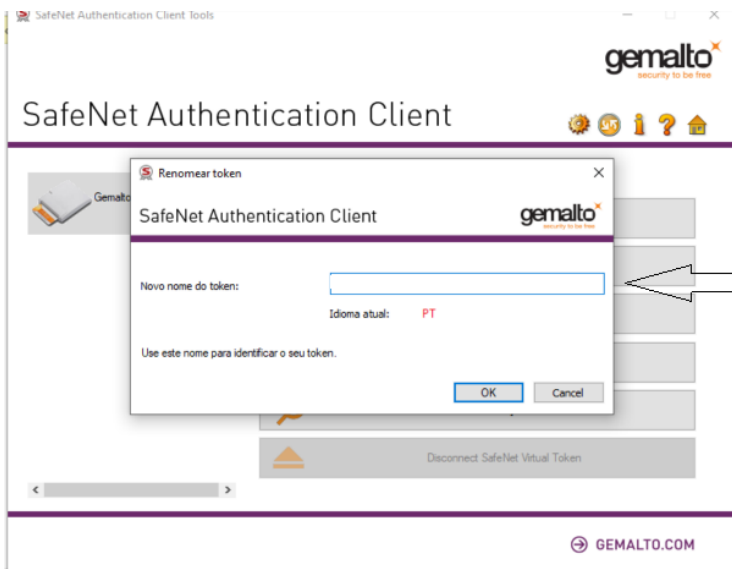 SafeNet Authentication Client Tools
gemalto
security to be free
SafeNet Authentication Client
Gemalto
Renomear token
SafeNet Authentication Client
gemalto
security to be free
Novo nome do token:
Idioma atual: PT
Use este nome para identificar o seu token.
OK Cancel
Disconnect SafeNet Virtual Token
GEMALTO.COM